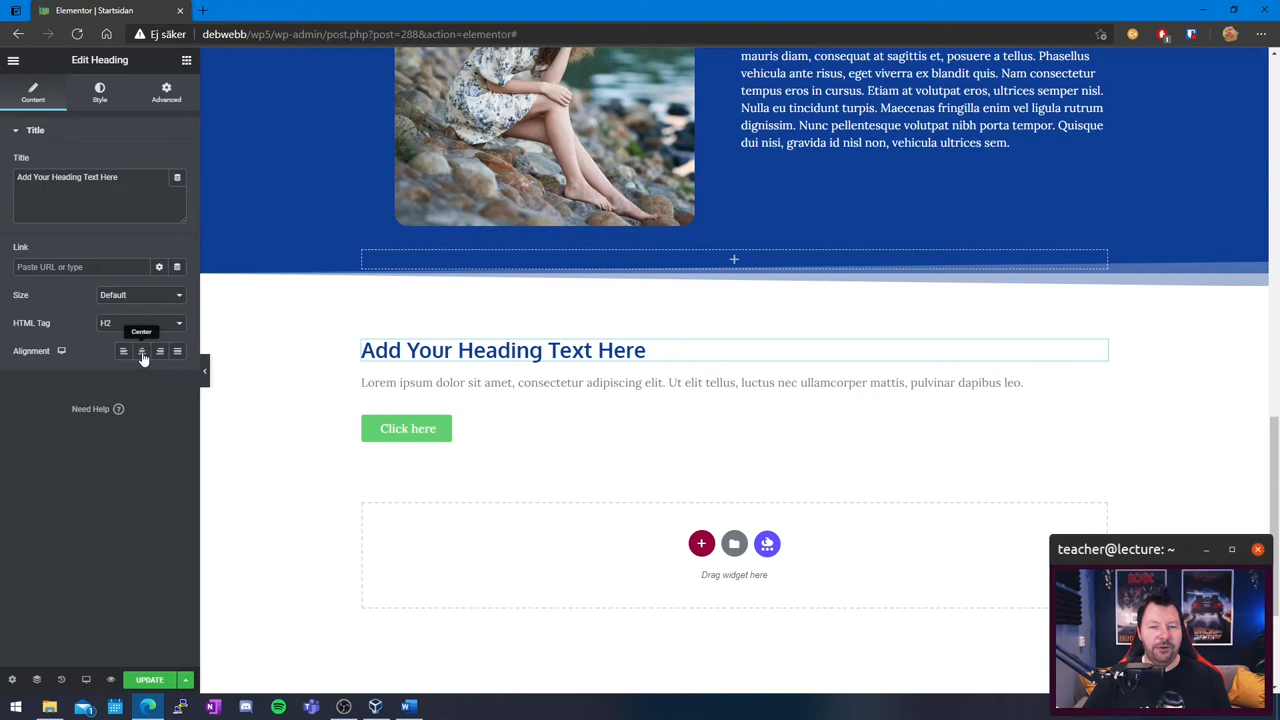 Elementor | Startsidan
Ej säker
debwebb/wp5/wp-admin/post.php?post=288&action=elementor#
1
Edit Heading
Content
Style
Advanced
Title
Title
Add Your Heading Text Here
Link
Paste URL or type
Size
Default
HTML Tag
H2
Center
Alignment
Need Help
UPDATE
mauris diam, consequat at sagittis et, posuere a tellus. Phasellus
vehicula ante risus, eget viverra ex blandit quis. Nam consectetur
tempus eros in cursus. Etiam at volutpat eros, ultrices semper nisl.
Nulla eu tincidunt turpis. Maecenas fringilla enim vel ligula rutrum
dignissim. Nunc pellentesque volutpat nibh porta tempor. Quisque
dui nisi, gravida id nisl non, vehicula ultrices sem.
Add Your Heading Text Here
Lorem ipsum dolor sit amet, consectetur adipiscing elit. Ut elit tellus, luctus nec ullamcorper mattis, pulvinar dapibus leo.
Click here
Drag widget here
teacher@lecture: ~